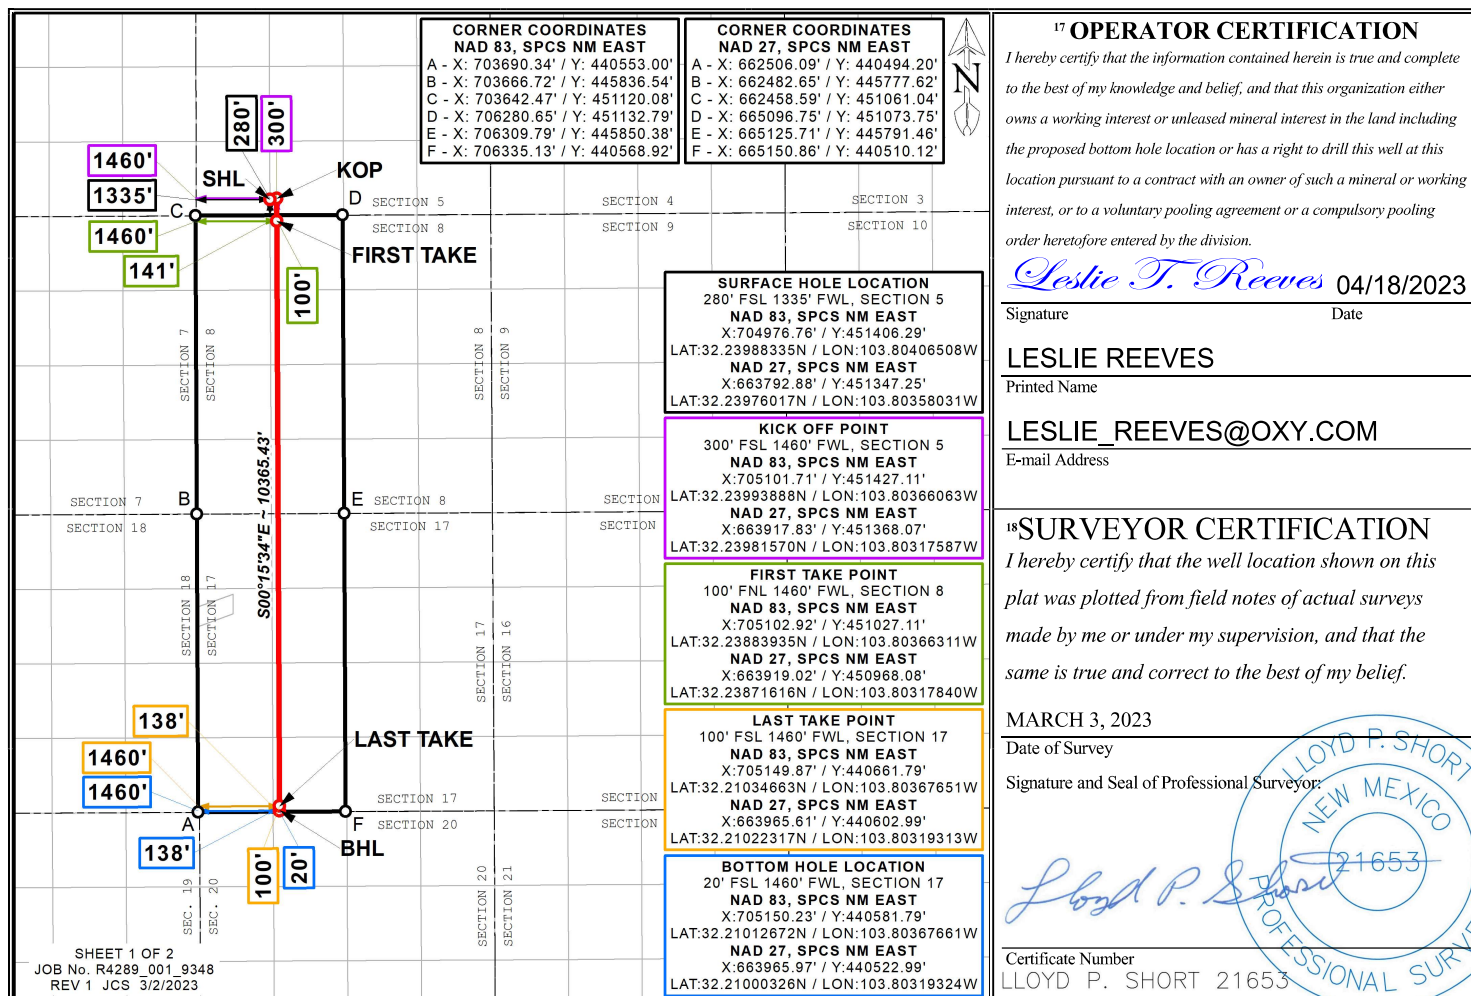 CORNER COORDINATES
NAD 83, SPCS NM EAST
A - X: 703690.34' / Y: 440553.00'
B - X: 703666.72' / Y: 445836.54'
C - X: 703642.47' / Y: 451120.08'
D - X: 706280.65' / Y: 451132.79'
E - X: 706309.79' / Y: 445850.38'
F - X: 706335.13' / Y: 440568.92'
CORNER COORDINATES
NAD 27, SPCS NM EAST
A - X: 662506.09' / Y: 440494.20'
B - X: 662482.65' / Y: 445777.62'
C - X: 662458.59' / Y: 451061.04'
D - X: 665096.75' / Y: 451073.75'
E - X: 665125.71' / Y: 445791.46'
F - X: 665150.86' / Y: 440510.12'
N
280'
300'
1460'
1335'
SHL
KOP
C
D
SECTION 5
SECTION 8
SECTION 4
SECTION 9
SECTION 3
SECTION 10
1460'
141'
FIRST TAKE
100'
SECTION 7
SECTION 8
SECTION 8
SECTION 9
S00°15'34"E ~ 10365.43'
B
E
SECTION 7
SECTION 18
SECTION 8
SECTION 17
SECTION
SECTION
SECTION 18
SECTION 17
SECTION 17
SECTION 16
138'
1460'
1460'
LAST TAKE
A
F
SECTION 17
SECTION 20
SECTION
SECTION
138'
100'
20'
BHL
SEC. 19
SEC. 20
SECTION 20
SECTION 21
SHEET 1 OF 2
JOB No. R4289_001_9348
REV 1 JCS 3/2/2023
SURFACE HOLE LOCATION
280' FSL 1335' FWL, SECTION 5
NAD 83, SPCS NM EAST
X:704976.76' / Y:451406.29'
LAT:32.23988335N / LON:103.80406508W
NAD 27, SPCS NM EAST
X:663792.88' / Y:451347.25'
LAT:32.23976017N / LON:103.80358031W
KICK OFF POINT
300' FSL 1460' FWL, SECTION 5
NAD 83, SPCS NM EAST
X:705101.71' / Y:451427.11'
LAT:32.23993888N / LON:103.80366063W
NAD 27, SPCS NM EAST
X:663917.83' / Y:451368.07'
LAT:32.23981570N / LON:103.80317587W
FIRST TAKE POINT
100' FNL 1460' FWL, SECTION 8
NAD 83, SPCS NM EAST
X:705102.92' / Y:451027.11'
LAT:32.23883935N / LON:103.80366311W
NAD 27, SPCS NM EAST
X:663919.02' / Y:450968.08'
LAT:32.23871616N / LON:103.80317840W
LAST TAKE POINT
100' FSL 1460' FWL, SECTION 17
NAD 83, SPCS NM EAST
X:705149.87' / Y:440661.79'
LAT:32.21034663N / LON:103.80367651W
NAD 27, SPCS NM EAST
X:663965.61' / Y:440602.99'
LAT:32.21022317N / LON:103.80319313W
BOTTOM HOLE LOCATION
20' FSL 1460' FWL, SECTION 17
NAD 83, SPCS NM EAST
X:705150.23' / Y:440581.79'
LAT:32.21012672N / LON:103.80367661W
NAD 27, SPCS NM EAST
X:663965.97' / Y:440522.99'
LAT:32.21000326N / LON:103.80319324W
17 OPERATOR CERTIFICATION
I hereby certify that the information contained herein is true and complete
to the best of my knowledge and belief, and that this organization either
owns a working interest or unleased mineral interest in the land including
the proposed bottom hole location or has a right to drill this well at this
location pursuant to a contract with an owner of such a mineral or working
interest, or to a voluntary pooling agreement or a compulsory pooling
order heretofore entered by the division.
Leslie T. Reeves 04/18/2023
Signature Date
LESLIE REEVES
Printed Name
LESLIE_REEVES@OXY.COM
E-mail Address
18 SURVEYOR CERTIFICATION
I hereby certify that the well location shown on this
plat was plotted from field notes of actual surveys
made by me or under my supervision, and that the
same is true and correct to the best of my belief.
MARCH 3, 2023
Date of Survey
Signature and Seal of Professional Surveyor:
LLOYD P. SHORT
NEW MEXICO
21653
PROFESSIONAL SURVE
Lloyd P. Short
Certificate Number
LLOYD P. SHORT 21653